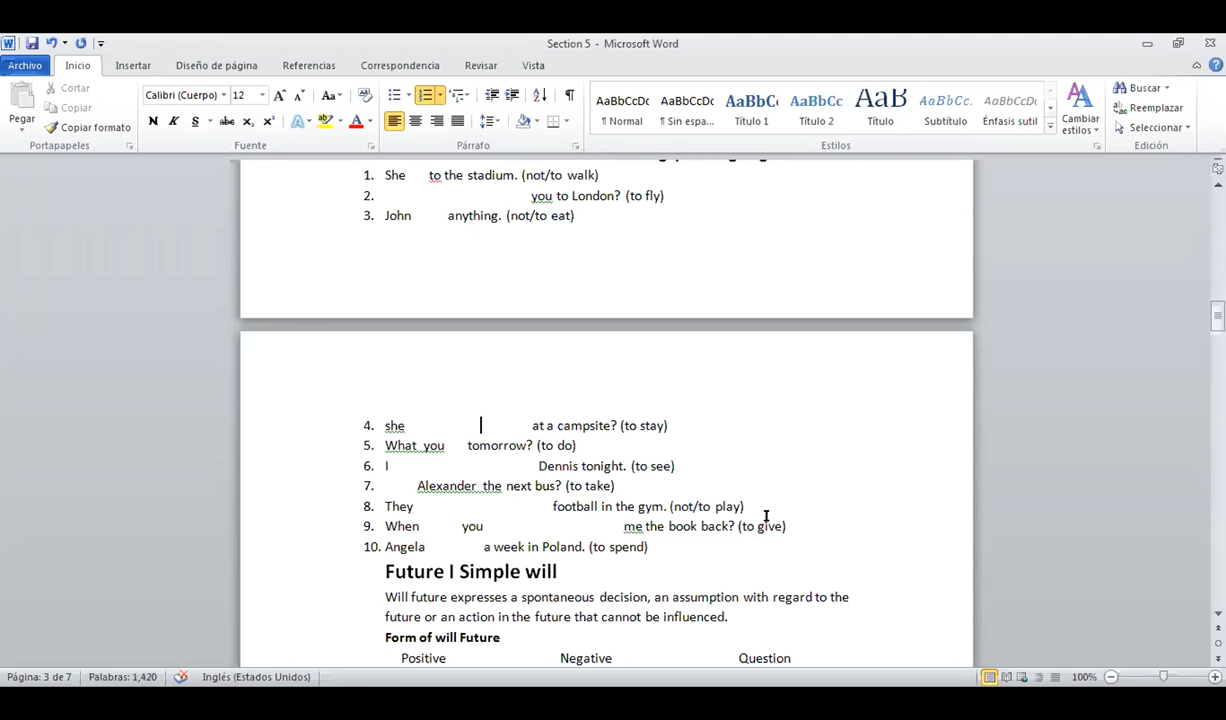 Section 5 - Microsoft Word
Archivo Inicio Insertar Diseño de página Referencias Correspondencia Revisar Vista
Pegar
Cortar
Copiar
Copiar formato
Portapapeles
Calibri (Cuerpo) 12
N S abc x₂ x² A A
Fuente
Párrafo
AaBbCcDc AaBbCcDc AaBbC AaBbCc AaB AaBbCc. AaBbCcDc
¶ Normal ¶ Sin espa... Título 1 Título 2 Título Subtítulo Énfasis sutil
Cambiar estilos
Estilos
Buscar
Reemplazar
Seleccionar
Edición
1. She to the stadium. (not/to walk)
2. you to London? (to fly)
3. John anything. (not/to eat)
4. she at a campsite? (to stay)
5. What you tomorrow? (to do)
6. I Dennis tonight. (to see)
7. Alexander the next bus? (to take)
8. They football in the gym. (not/to play)
9. When you me the book back? (to give)
10. Angela a week in Poland. (to spend)
Future I Simple will
Will future expresses a spontaneous decision, an assumption with regard to the
future or an action in the future that cannot be influenced.
Form of will Future
Positive Negative Question
Página: 3 de 7 Palabras: 1,420 Inglés (Estados Unidos) 100%